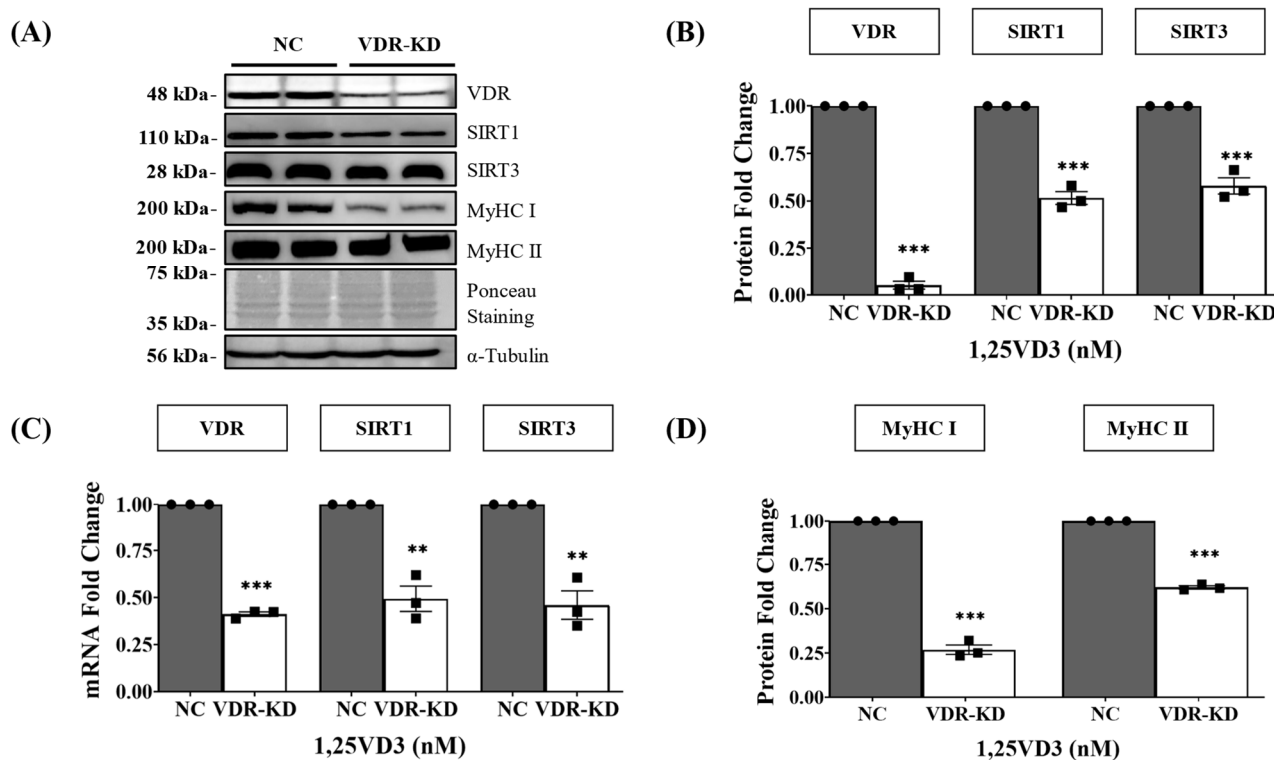 (A)
NC VDR-KD
48 kDa- VDR
110 kDa- SIRT1
28 kDa- SIRT3
200 kDa- MyHC I
200 kDa- MyHC II
75 kDa-
Ponceau
Staining
35 kDa-
56 kDa- α-Tubulin
(B)
VDR SIRT1 SIRT3
Protein Fold Change
1.00
0.75
0.50
0.25
0.00
*** *** ***
NC VDR-KD NC VDR-KD NC VDR-KD
1,25VD3 (nM)
(C)
VDR SIRT1 SIRT3
mRNA Fold Change
1.00
0.75
0.50
0.25
0.00
*** ** **
NC VDR-KD NC VDR-KD NC VDR-KD
1,25VD3 (nM)
(D)
MyHC I MyHC II
Protein Fold Change
1.00
0.75
0.50
0.25
0.00
*** ***
NC VDR-KD NC VDR-KD
1,25VD3 (nM)